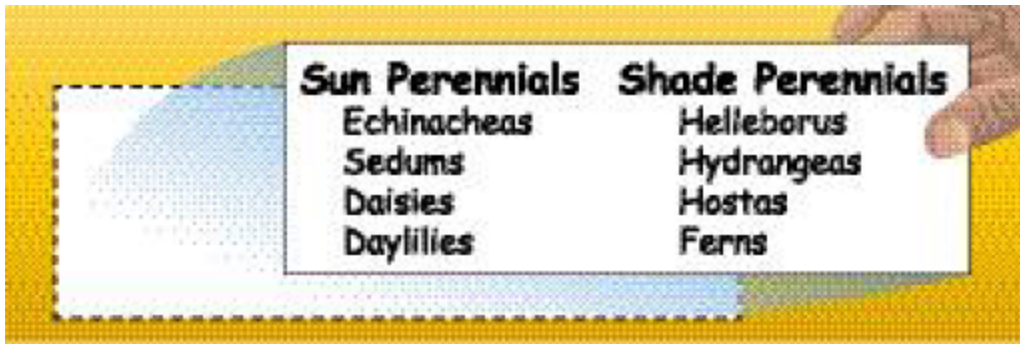 Sun Perennials Shade Perennials
Echinacheas Helleborus
Sedums Hydrangeas
Daisies Hostas
Daylilies Ferns